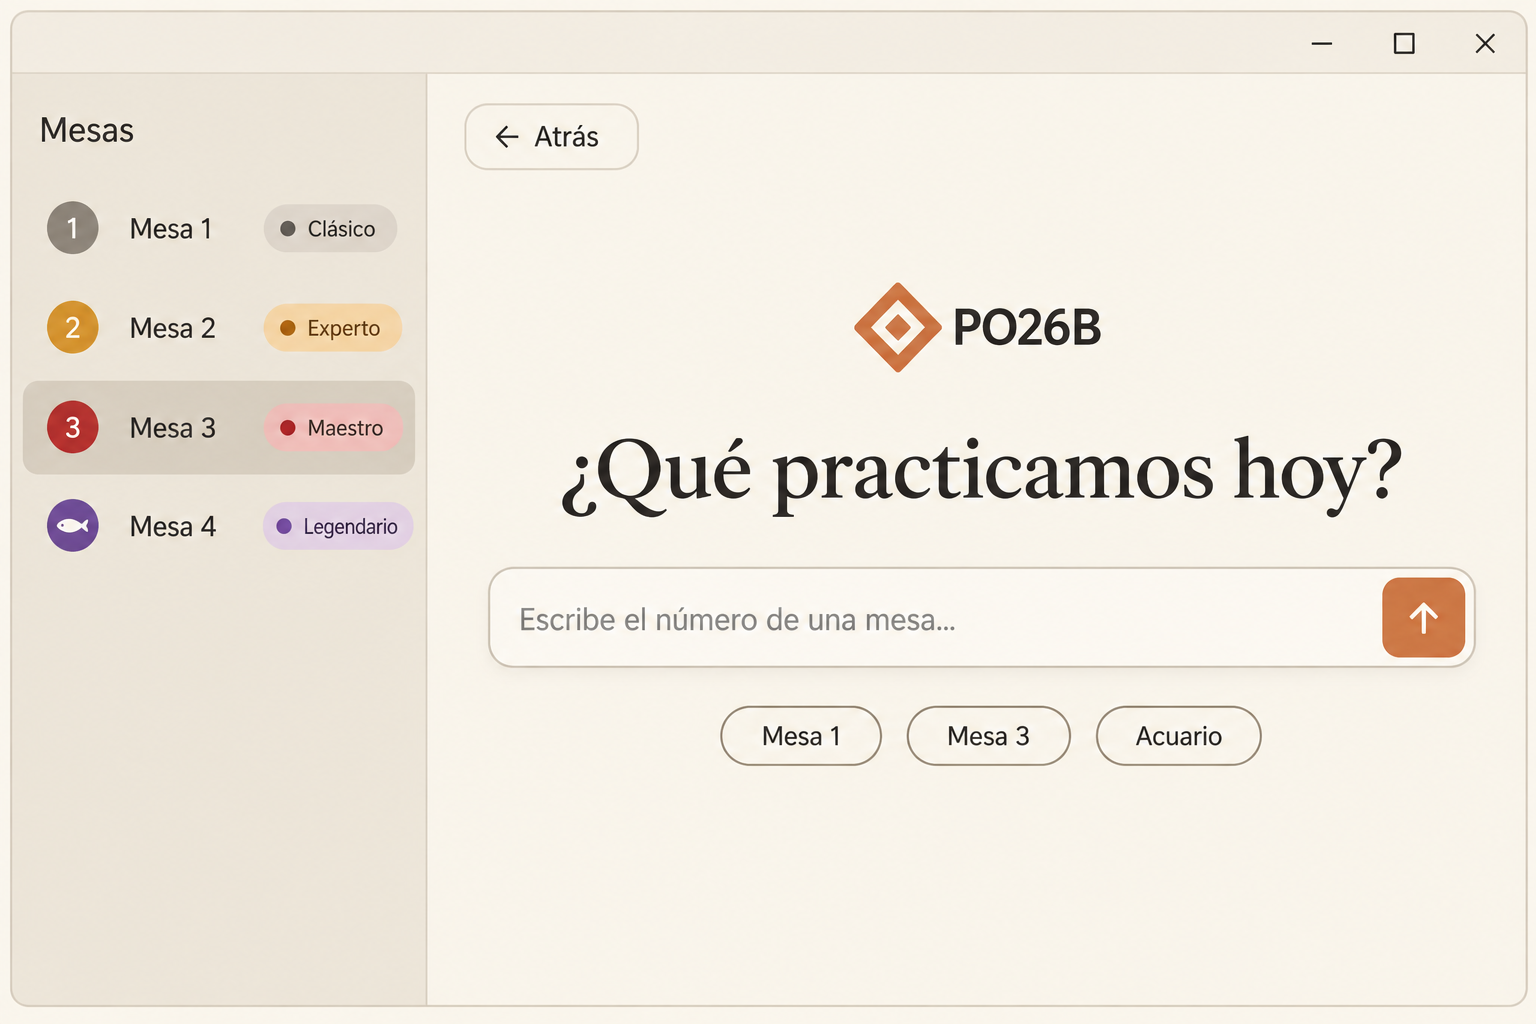 Mesas
1 Mesa 1 Clásico
2 Mesa 2 Experto
3 Mesa 3 Maestro
Mesa 4 Legendario
← Atrás
PO26B
¿Qué practicamos hoy?
Escribe el número de una mesa...
Mesa 1 Mesa 3 Acuario